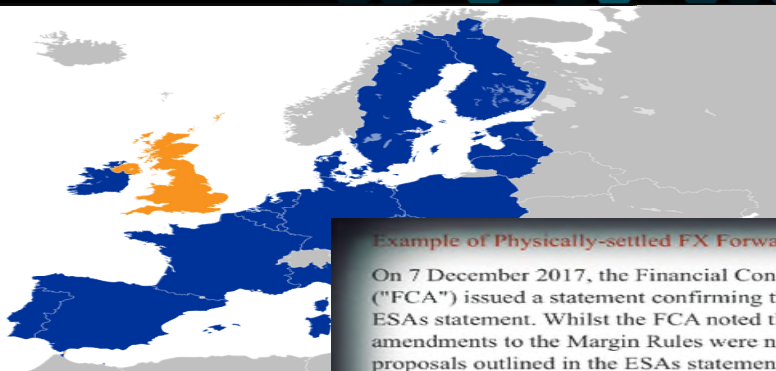 Example of Physically-settled FX Forwa
On 7 December 2017, the Financial Con
("FCA") issued a statement confirming t
ESAs statement. Whilst the FCA noted th
amendments to the Margin Rules were n
proposals outlined in the ESAs statemen